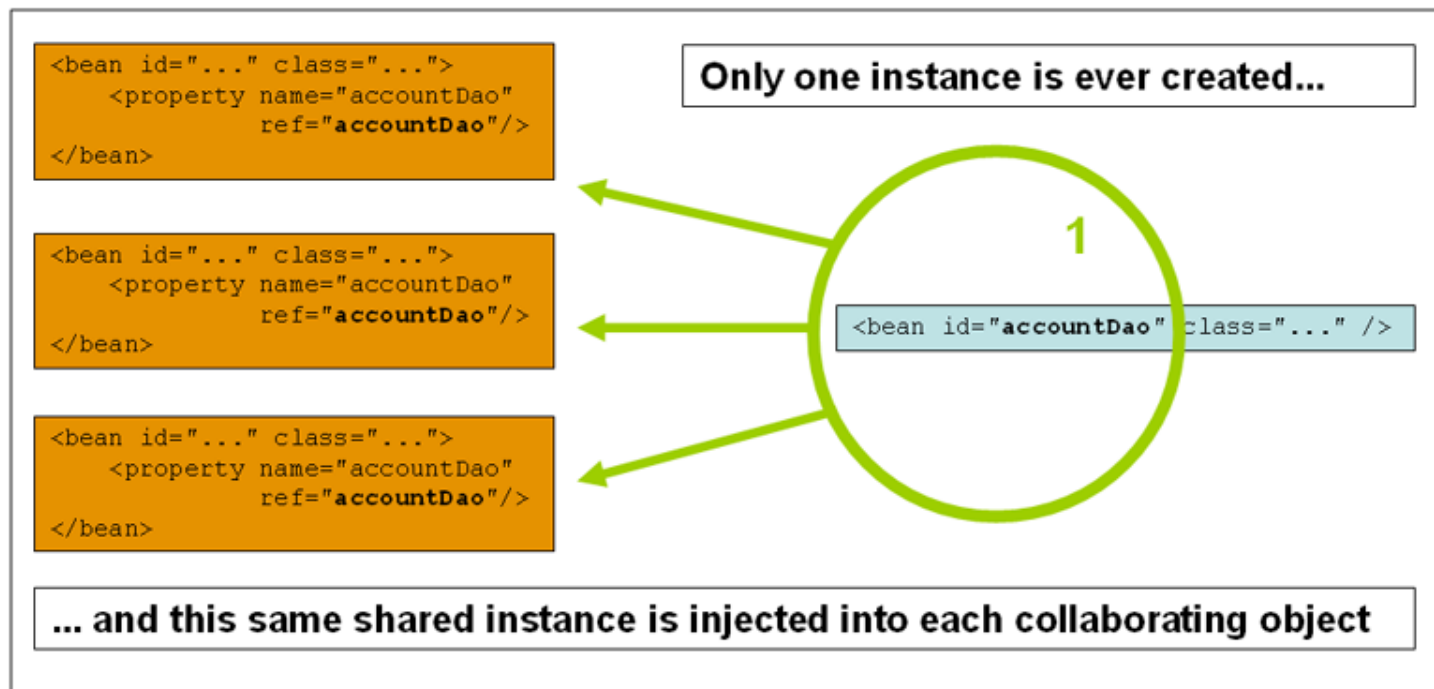 <bean id="..." class="...">
    <property name="accountDao"
              ref="accountDao"/>
</bean>
Only one instance is ever created...
<bean id="..." class="...">
    <property name="accountDao"
              ref="accountDao"/>
</bean>
1
<bean id="accountDao" class="..." />
<bean id="..." class="...">
    <property name="accountDao"
              ref="accountDao"/>
</bean>
... and this same shared instance is injected into each collaborating object